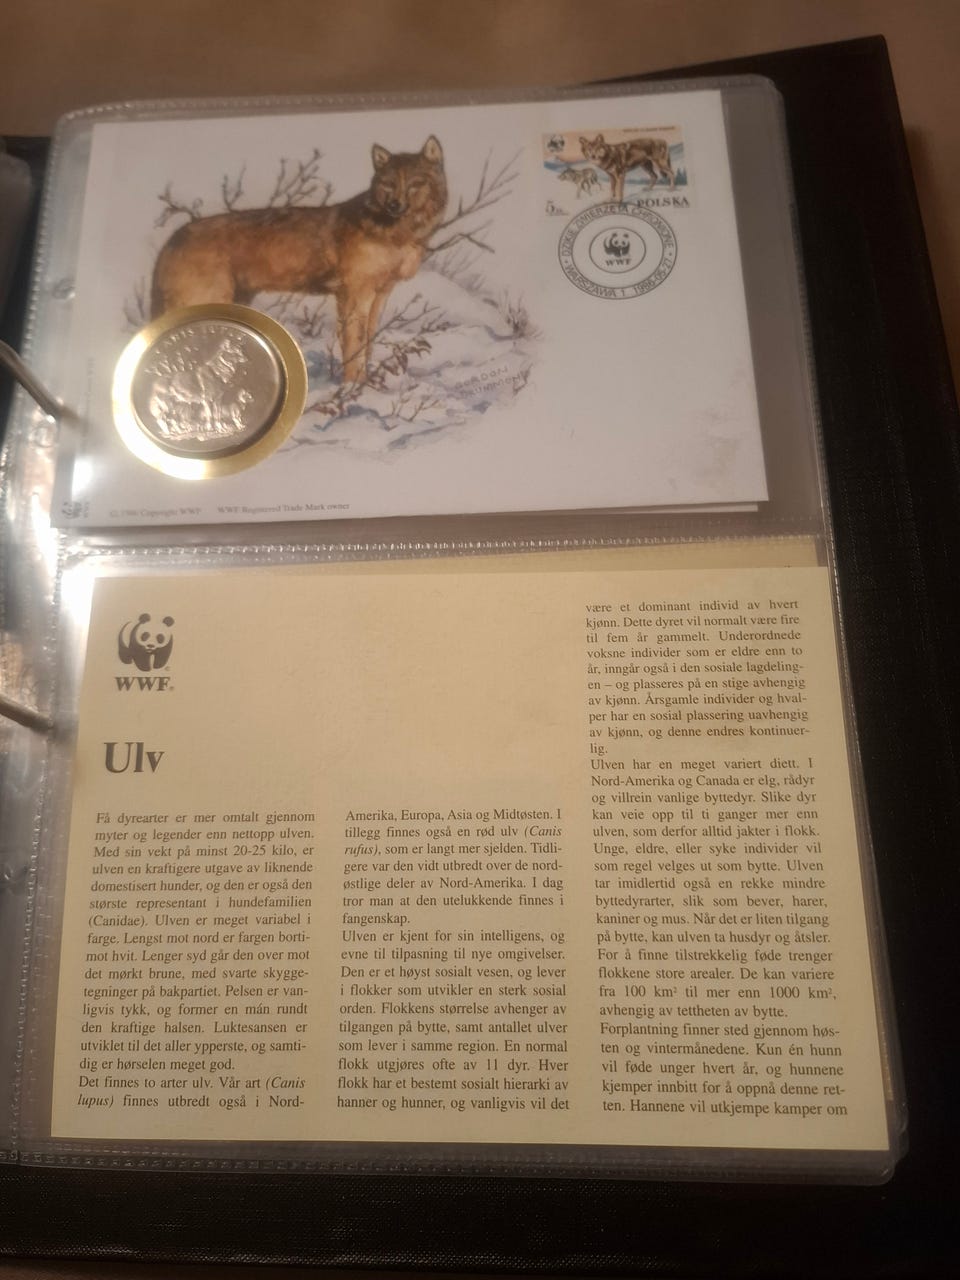 5 zł
POLSKA
DZIKIE ZWIERZĘTA CHRONIONE
WWF
WARSZAWA 1 1986-05-27
CANIS LUPUS
GORDON
DRUMMOND
© 1986 Copyright WWF WWF Registered Trade Mark owner
WWF
Ulv
Få dyrearter er mer omtalt gjennom
myter og legender enn nettopp ulven.
Med sin vekt på minst 20-25 kilo, er
ulven en kraftigere utgave av liknende
domestisert hunder, og den er også den
største representant i hundefamilien
(Canidae). Ulven er meget variabel i
farge. Lengst mot nord er fargen borti-
mot hvit. Lenger syd går den over mot
det mørkt brune, med svarte skygge-
tegninger på bakpartiet. Pelsen er van-
ligvis tykk, og former en mán rundt
den kraftige halsen. Luktesansen er
utviklet til det aller ypperste, og samti-
dig er hørselen meget god.
Det finnes to arter ulv. Vår art (Canis
lupus) finnes utbredt også i Nord-
Amerika, Europa, Asia og Midtøsten. I
tillegg finnes også en rød ulv (Canis
rufus), som er langt mer sjelden. Tidli-
gere var den vidt utbredt over de nord-
østlige deler av Nord-Amerika. I dag
tror man at den utelukkende finnes i
fangenskap.
Ulven er kjent for sin intelligens, og
evne til tilpasning til nye omgivelser.
Den er et høyst sosialt vesen, og lever
i flokker som utvikler en sterk sosial
orden. Flokkens størrelse avhenger av
tilgangen på bytte, samt antallet ulver
som lever i samme region. En normal
flokk utgjøres ofte av 11 dyr. Hver
flokk har et bestemt sosialt hierarki av
hanner og hunner, og vanligvis vil det
være et dominant individ av hvert
kjønn. Dette dyret vil normalt være fire
til fem år gammelt. Underordnede
voksne individer som er eldre enn to
år, inngår også i den sosiale lagdeling-
en – og plasseres på en stige avhengig
av kjønn. Årsgamle individer og hval-
per har en sosial plassering uavhengig
av kjønn, og denne endres kontinuer-
lig.
Ulven har en meget variert diett. I
Nord-Amerika og Canada er elg, rådyr
og villrein vanlige byttedyr. Slike dyr
kan veie opp til ti ganger mer enn
ulven, som derfor alltid jakter i flokk.
Unge, eldre, eller syke individer vil
som regel velges ut som bytte. Ulven
tar imidlertid også en rekke mindre
byttedyrarter, slik som bever, harer,
kaniner og mus. Når det er liten tilgang
på bytte, kan ulven ta husdyr og åtsler.
For å finne tilstrekkelig føde trenger
flokkene store arealer. De kan variere
fra 100 km² til mer enn 1000 km²,
avhengig av tettheten av bytte.
Forplantning finner sted gjennom høs-
ten og vintermånedene. Kun én hunn
vil føde unger hvert år, og hunnene
kjemper innbitt for å oppnå denne ret-
ten. Hannene vil utkjempe kamper om